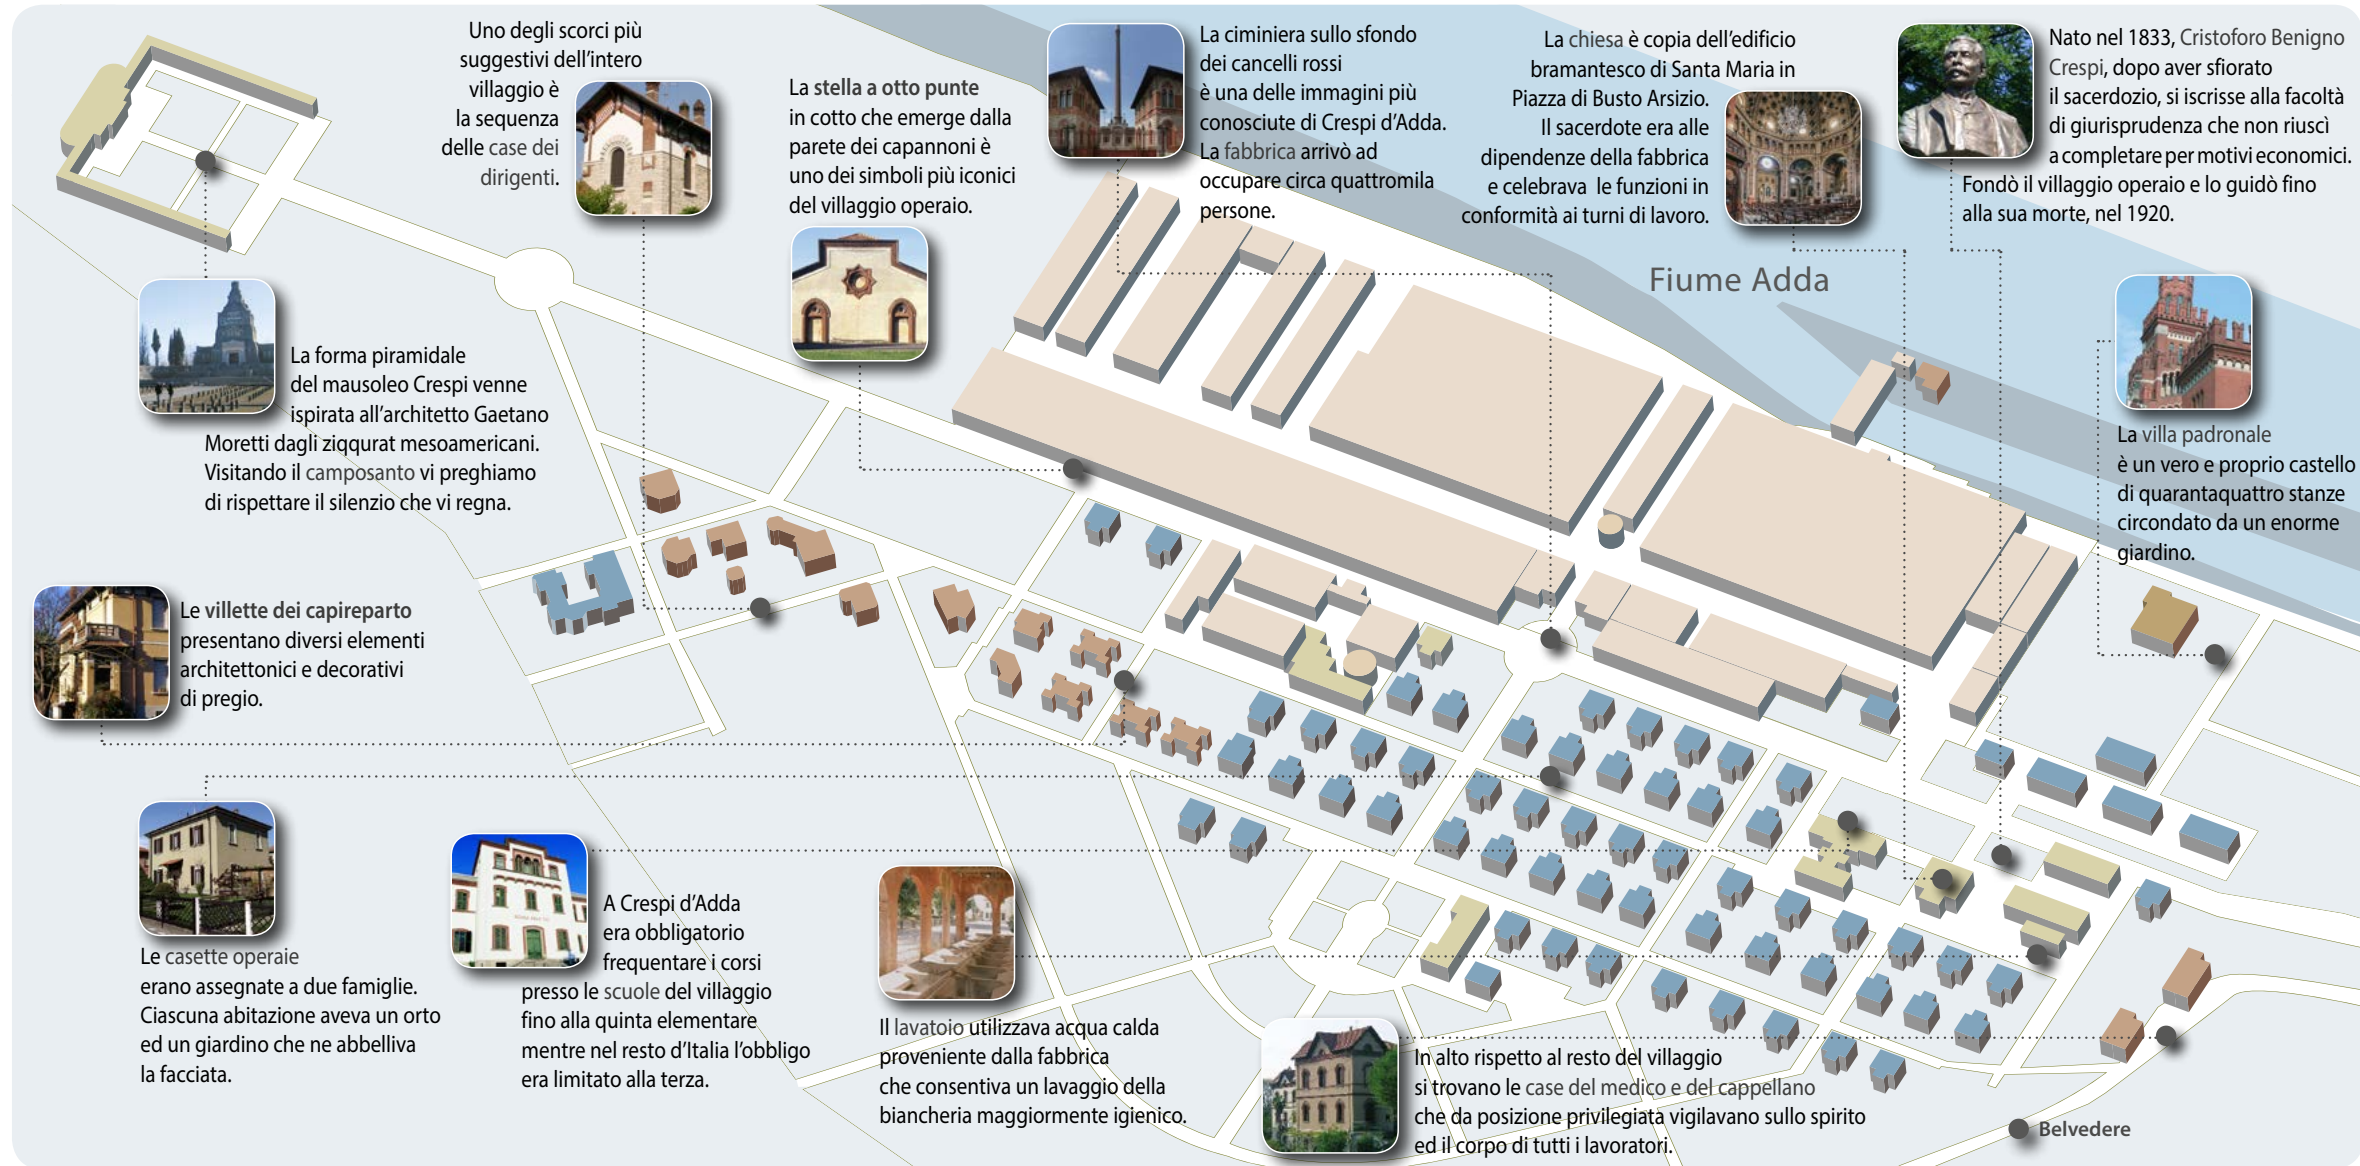 Uno degli scorci più
suggestivi dell'intero
villaggio è
la sequenza
delle case dei
dirigenti.
La stella a otto punte
in cotto che emerge dalla
parete dei capannoni è
uno dei simboli più iconici
del villaggio operaio.
La ciminiera sullo sfondo
dei cancelli rossi
è una delle immagini più
conosciute di Crespi d'Adda.
La fabbrica arrivò ad
occupare circa quattromila
persone.
La chiesa è copia dell'edificio
bramantesco di Santa Maria in
Piazza di Busto Arsizio.
Il sacerdote era alle
dipendenze della fabbrica
e celebrava le funzioni in
conformità ai turni di lavoro.
Nato nel 1833, Cristoforo Benigno
Crespi, dopo aver sfiorato
il sacerdozio, si iscrisse alla facoltà
di giurisprudenza che non riuscì
a completare per motivi economici.
Fondò il villaggio operaio e lo guidò fino
alla sua morte, nel 1920.
Fiume Adda
La forma piramidale
del mausoleo Crespi venne
ispirata all'architetto Gaetano
Moretti dagli ziqqurat mesoamericani.
Visitando il camposanto vi preghiamo
di rispettare il silenzio che vi regna.
La villa padronale
è un vero e proprio castello
di quarantaquattro stanze
circondato da un enorme
giardino.
Le villette dei capireparto
presentano diversi elementi
architettonici e decorativi
di pregio.
Le casette operaie
erano assegnate a due famiglie.
Ciascuna abitazione aveva un orto
ed un giardino che ne abbelliva
la facciata.
A Crespi d'Adda
era obbligatorio
frequentare i corsi
presso le scuole del villaggio
fino alla quinta elementare
mentre nel resto d'Italia l'obbligo
era limitato alla terza.
Il lavatoio utilizzava acqua calda
proveniente dalla fabbrica
che consentiva un lavaggio della
biancheria maggiormente igienico.
In alto rispetto al resto del villaggio
si trovano le case del medico e del cappellano
che da posizione privilegiata vigilavano sullo spirito
ed il corpo di tutti i lavoratori.
Belvedere